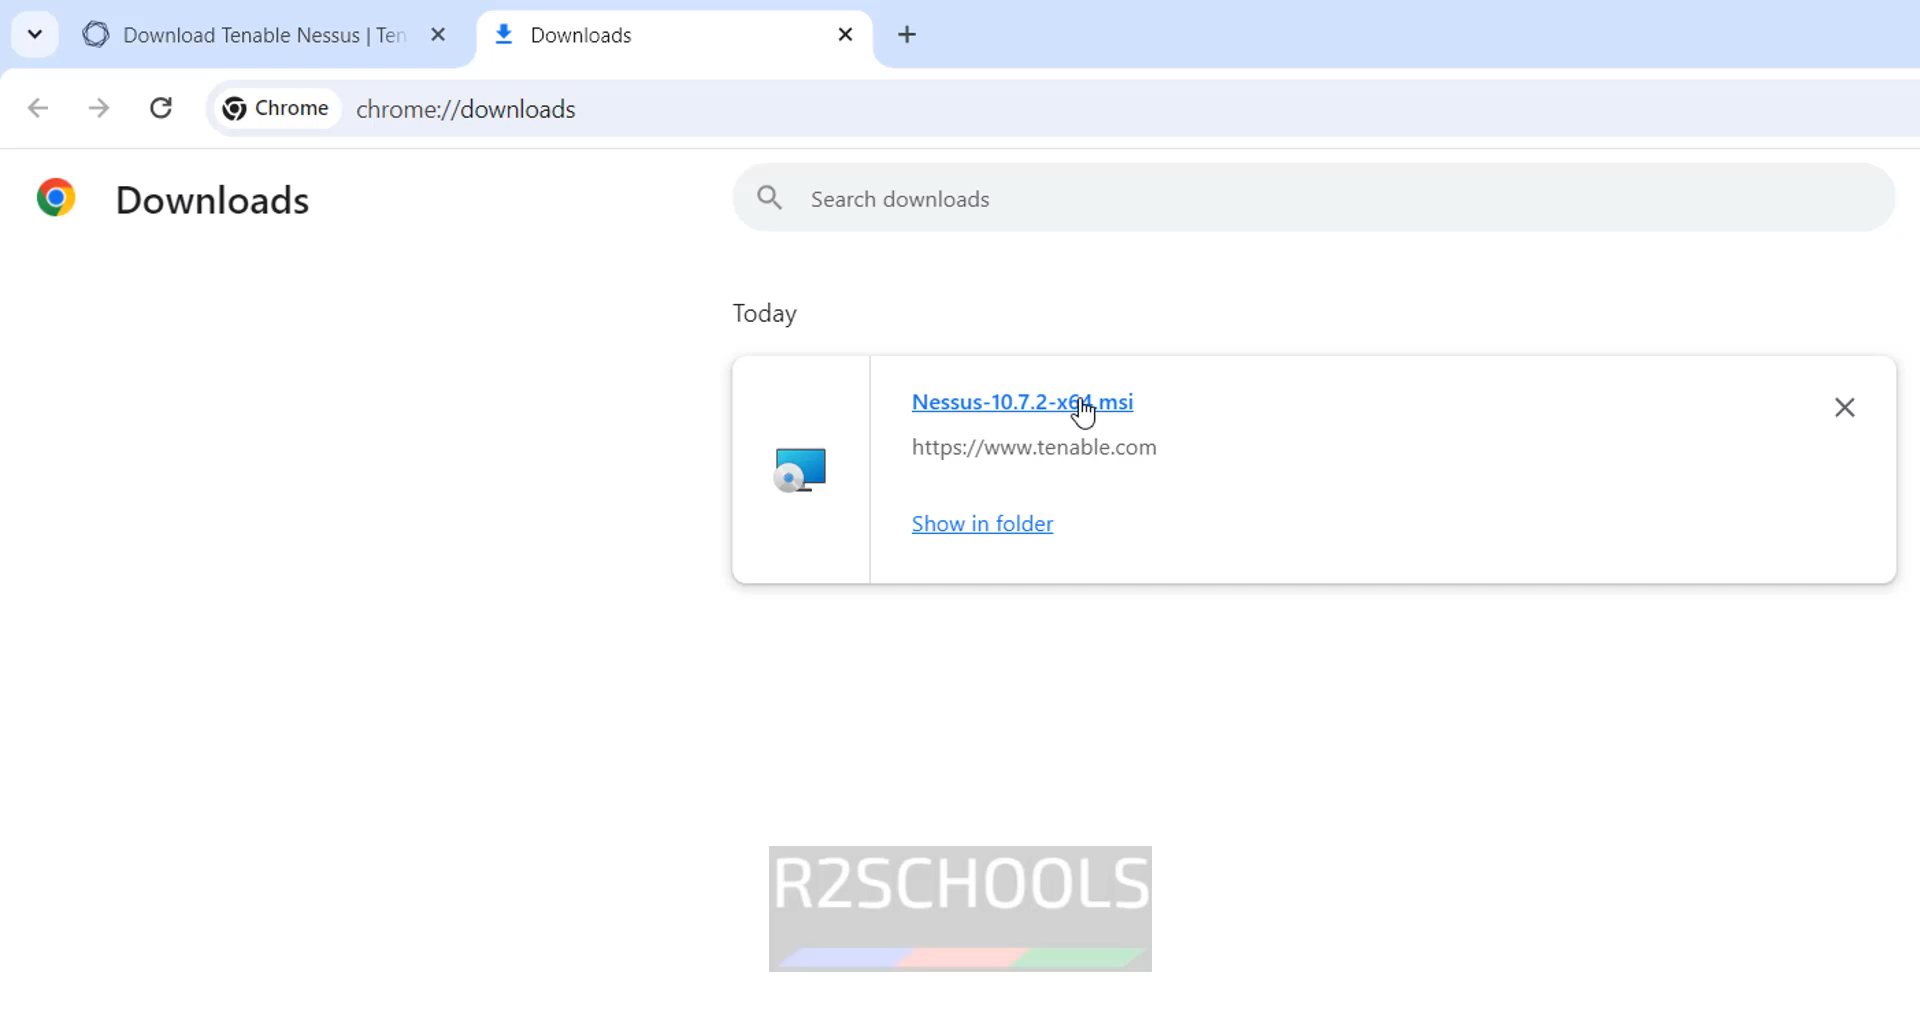 Download Tenable Nessus | Ten
Downloads
Chrome
chrome://downloads
Downloads
Search downloads
Today
Nessus-10.7.2-x64.msi
https://www.tenable.com
Show in folder
R2SCHOOLS